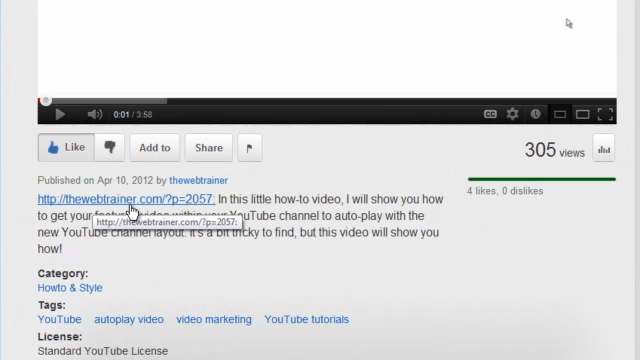 0:01 / 3:58
CC
Like
Add to
Share
305 views
Published on Apr 10, 2012 by thewebtrainer
4 likes, 0 dislikes
http://thewebtrainer.com/?p=2057: In this little how-to video, I will show you how
to get your featured video within your YouTube channel to auto-play with the
http://thewebtrainer.com/?p=2057:
new YouTube channel layout. It's a bit tricky to find, but this video will show you
how!
Category:
Howto & Style
Tags:
YouTube autoplay video video marketing YouTube tutorials
License:
Standard YouTube License